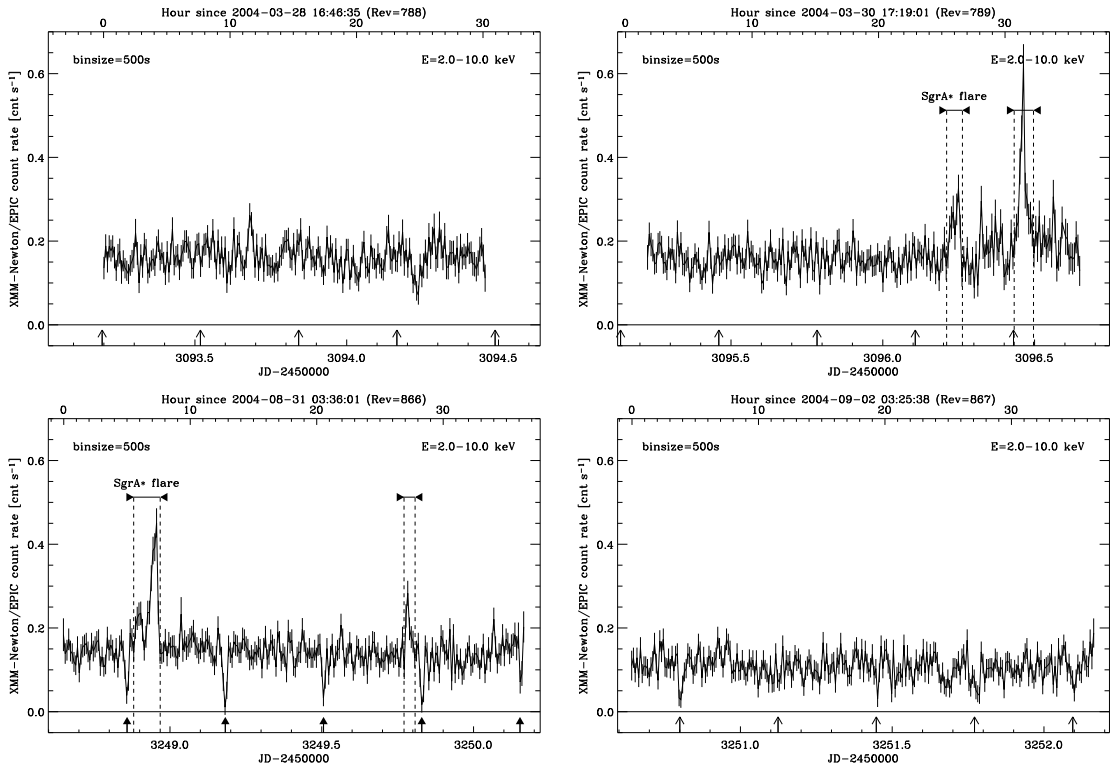 Hour since 2004-03-28 16:46:35 (Rev=788)
0 10 20 30
binsize=500s E=2.0-10.0 keV
XMM-Newton/EPIC count rate [cnt s⁻¹]
0.6
0.4
0.2
0.0
3093.5 3094.0 3094.5
JD-2450000
Hour since 2004-03-30 17:19:01 (Rev=789)
0 10 20 30
binsize=500s E=2.0-10.0 keV
SgrA* flare
XMM-Newton/EPIC count rate [cnt s⁻¹]
0.6
0.4
0.2
0.0
3095.5 3096.0 3096.5
JD-2450000
Hour since 2004-08-31 03:36:01 (Rev=866)
0 10 20 30
binsize=500s E=2.0-10.0 keV
SgrA* flare
XMM-Newton/EPIC count rate [cnt s⁻¹]
0.6
0.4
0.2
0.0
3249.0 3249.5 3250.0
JD-2450000
Hour since 2004-09-02 03:25:38 (Rev=867)
0 10 20 30
binsize=500s E=2.0-10.0 keV
XMM-Newton/EPIC count rate [cnt s⁻¹]
0.6
0.4
0.2
0.0
3251.0 3251.5 3252.0
JD-2450000